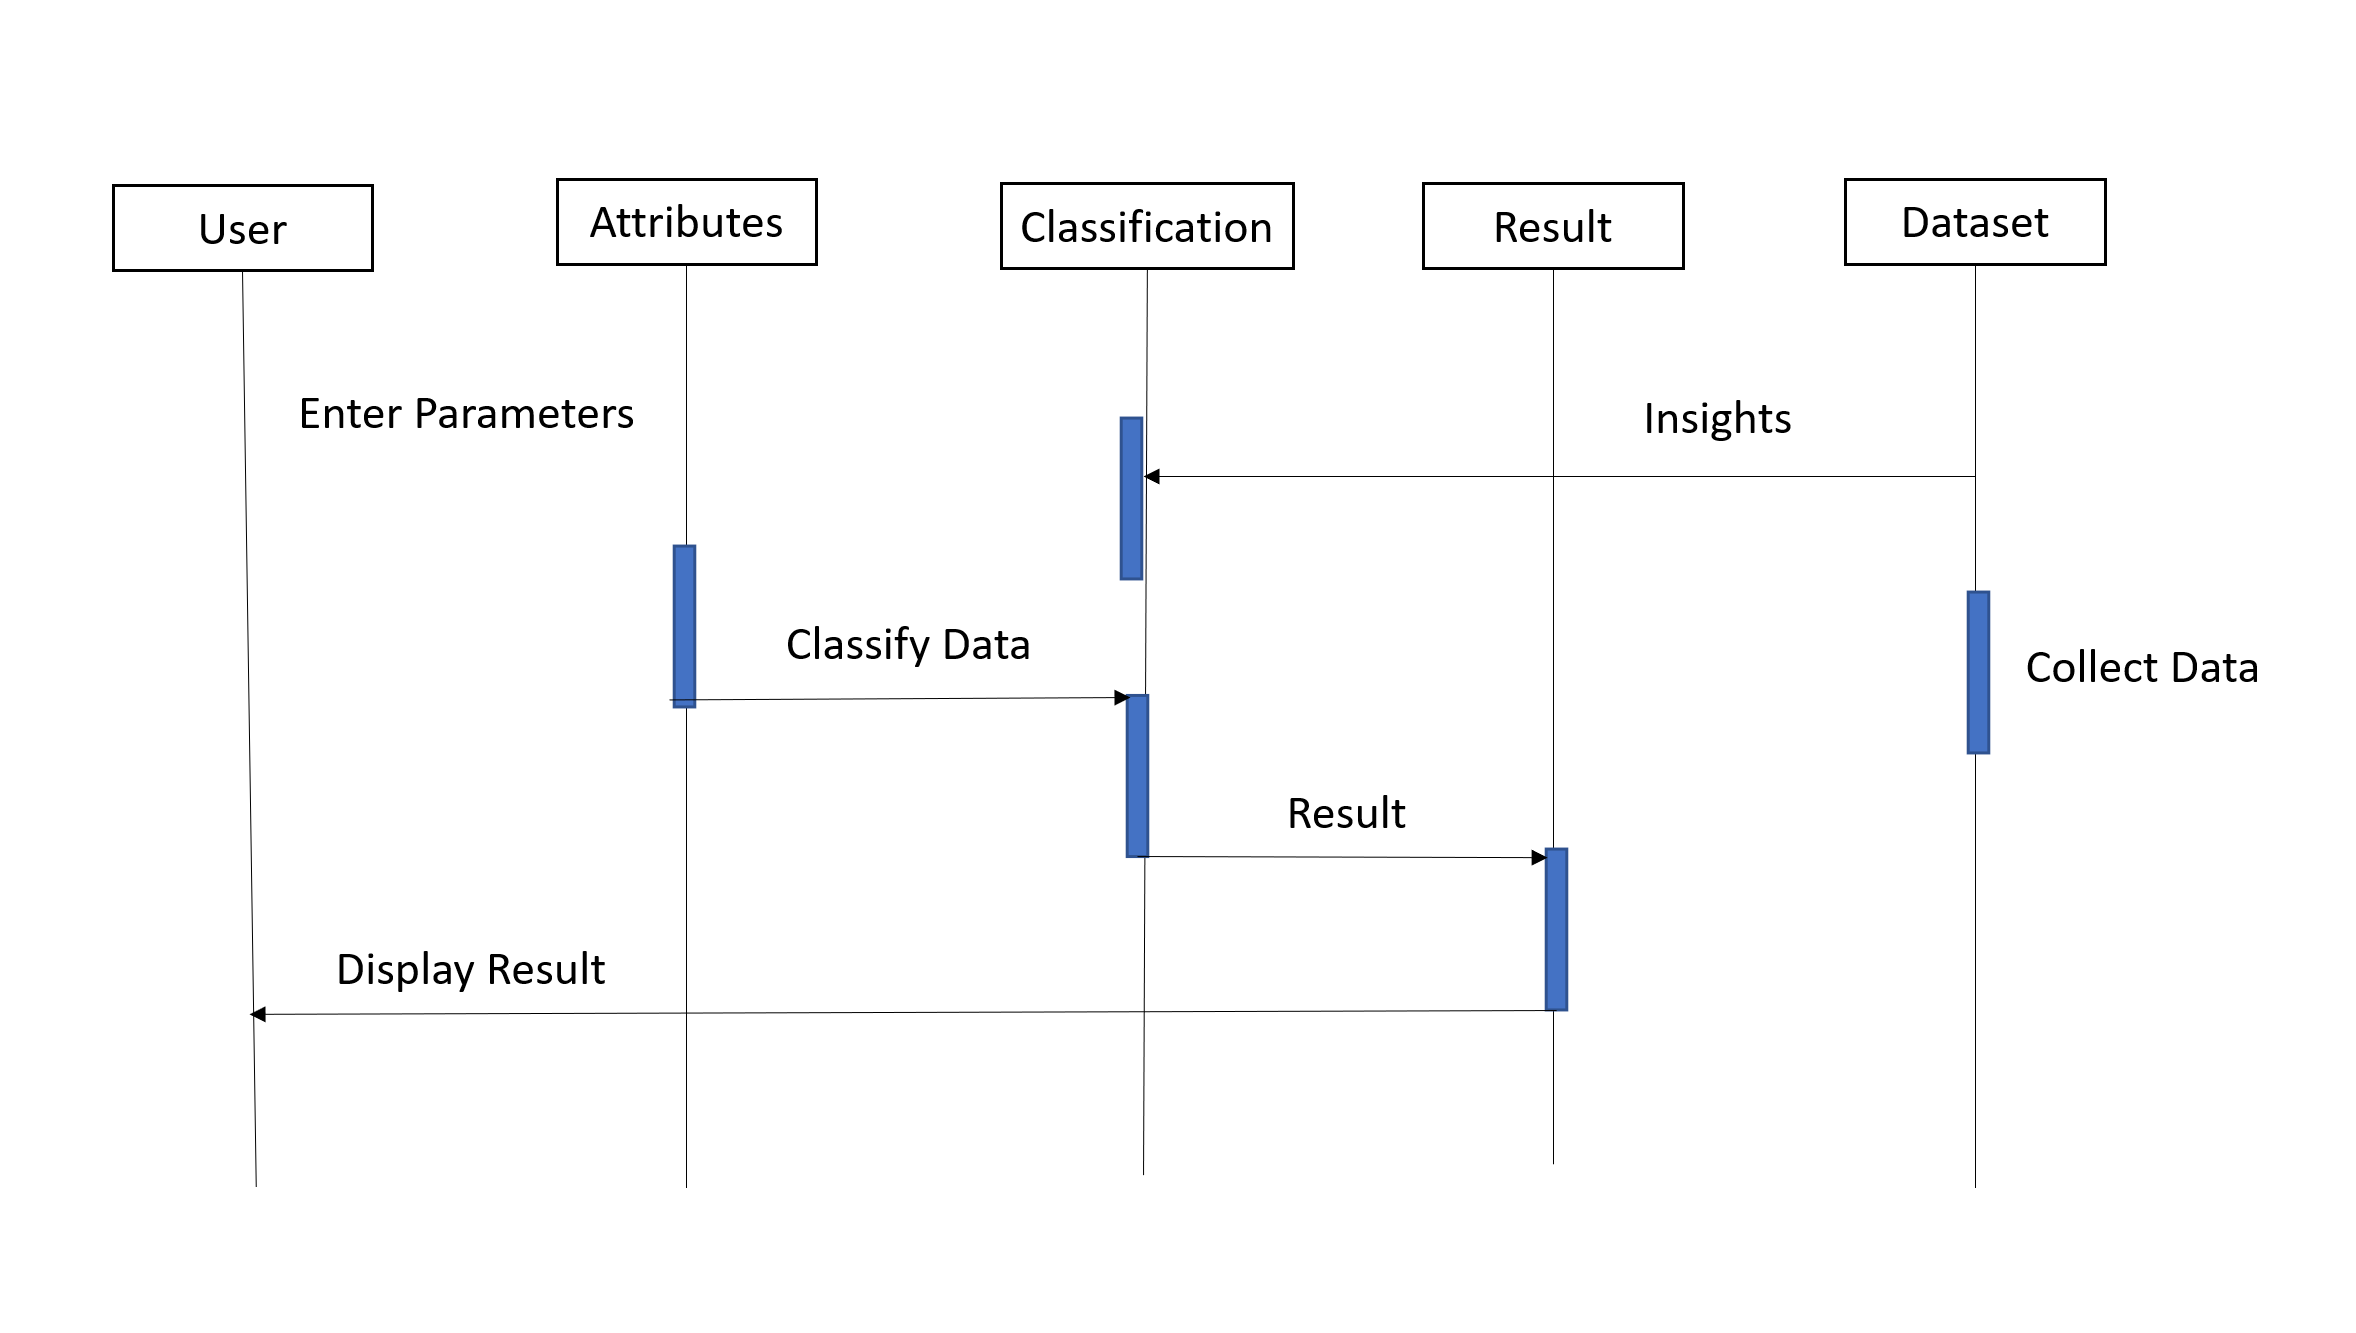 User
Attributes
Classification
Result
Dataset
Enter Parameters
Insights
Classify Data
Collect Data
Result
Display Result